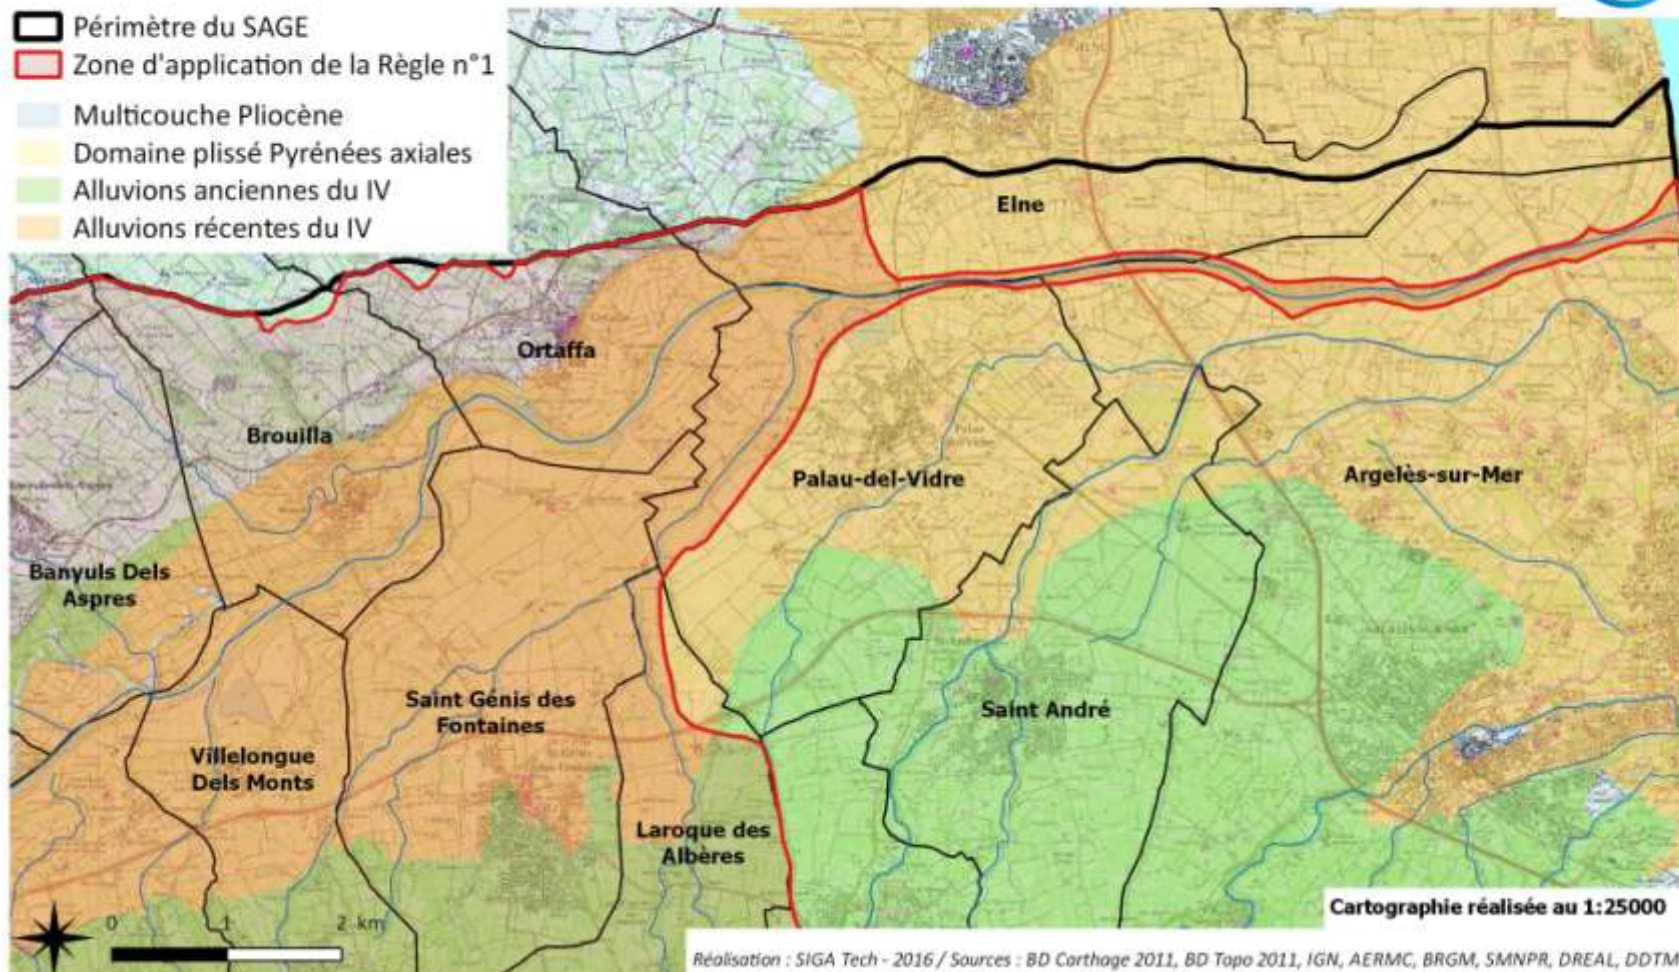 Périmètre du SAGE
Zone d'application de la Règle n°1
Multicouche Pliocène
Domaine plissé Pyrénées axiales
Alluvions anciennes du IV
Alluvions récentes du IV
Elne
Ortaffa
Brouilla
Palau-del-Vidre
Argelès-sur-Mer
Banyuls Dels
Aspres
Saint Génis des
Fontaines
Saint André
Villelongue
Dels Monts
Laroque des
Albères
0 1 2 km
Cartographie réalisée au 1:25000
Réalisation : SIGA Tech - 2016 / Sources : BD Carthage 2011, BD Topo 2011, IGN, AERMC, BRGM, SMNPR, DREAL, DDTM